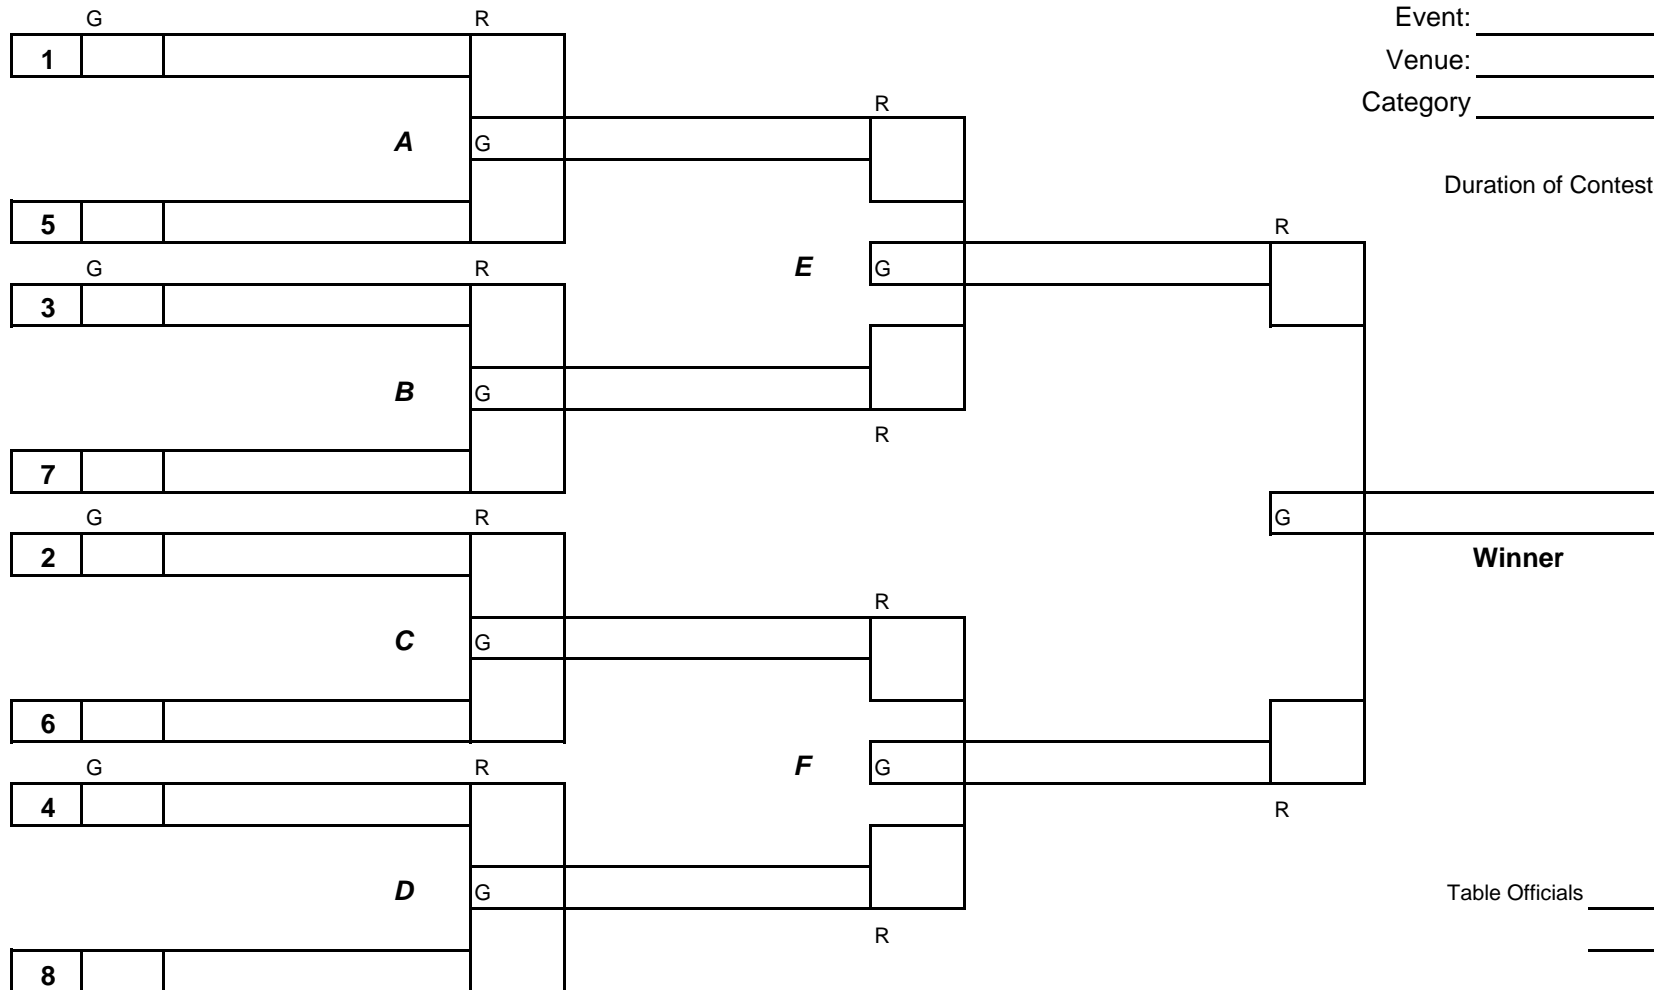 G R Event:
1 Venue:
R Category
A G
Duration of Contest
5 R
G R E G
3
B G
R
7
G R G
2 Winner
R
C G
6
G R F G
4 R
D G Table Officials
R
8